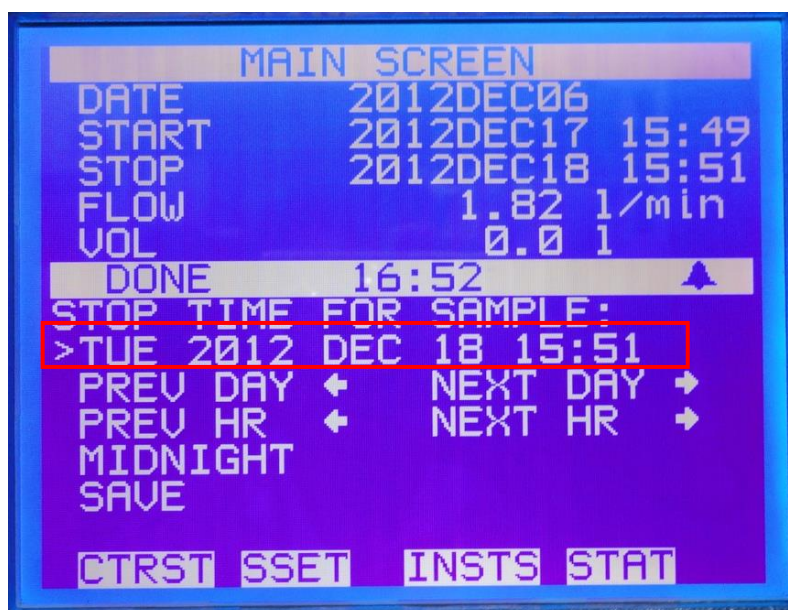 MAIN SCREEN
DATE 2012DEC06
START 2012DEC17 15:49
STOP 2012DEC18 15:51
FLOW 1.82 l/min
VOL 0.0 l
DONE 16:52
STOP TIME FOR SAMPLE:
>TUE 2012 DEC 18 15:51
PREV DAY ← NEXT DAY →
PREV HR ← NEXT HR →
MIDNIGHT
SAVE
CTRST SSET INSTS STAT